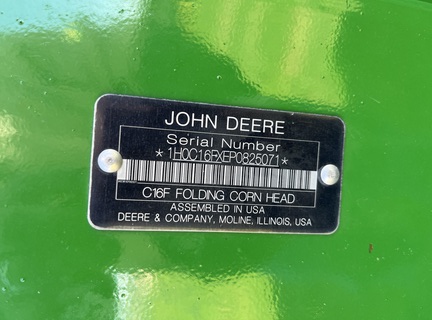 JOHN DEERE
Serial Number
*1H0C16FXEP0825071*
C16F FOLDING CORN HEAD
ASSEMBLED IN USA
DEERE & COMPANY, MOLINE, ILLINOIS, USA